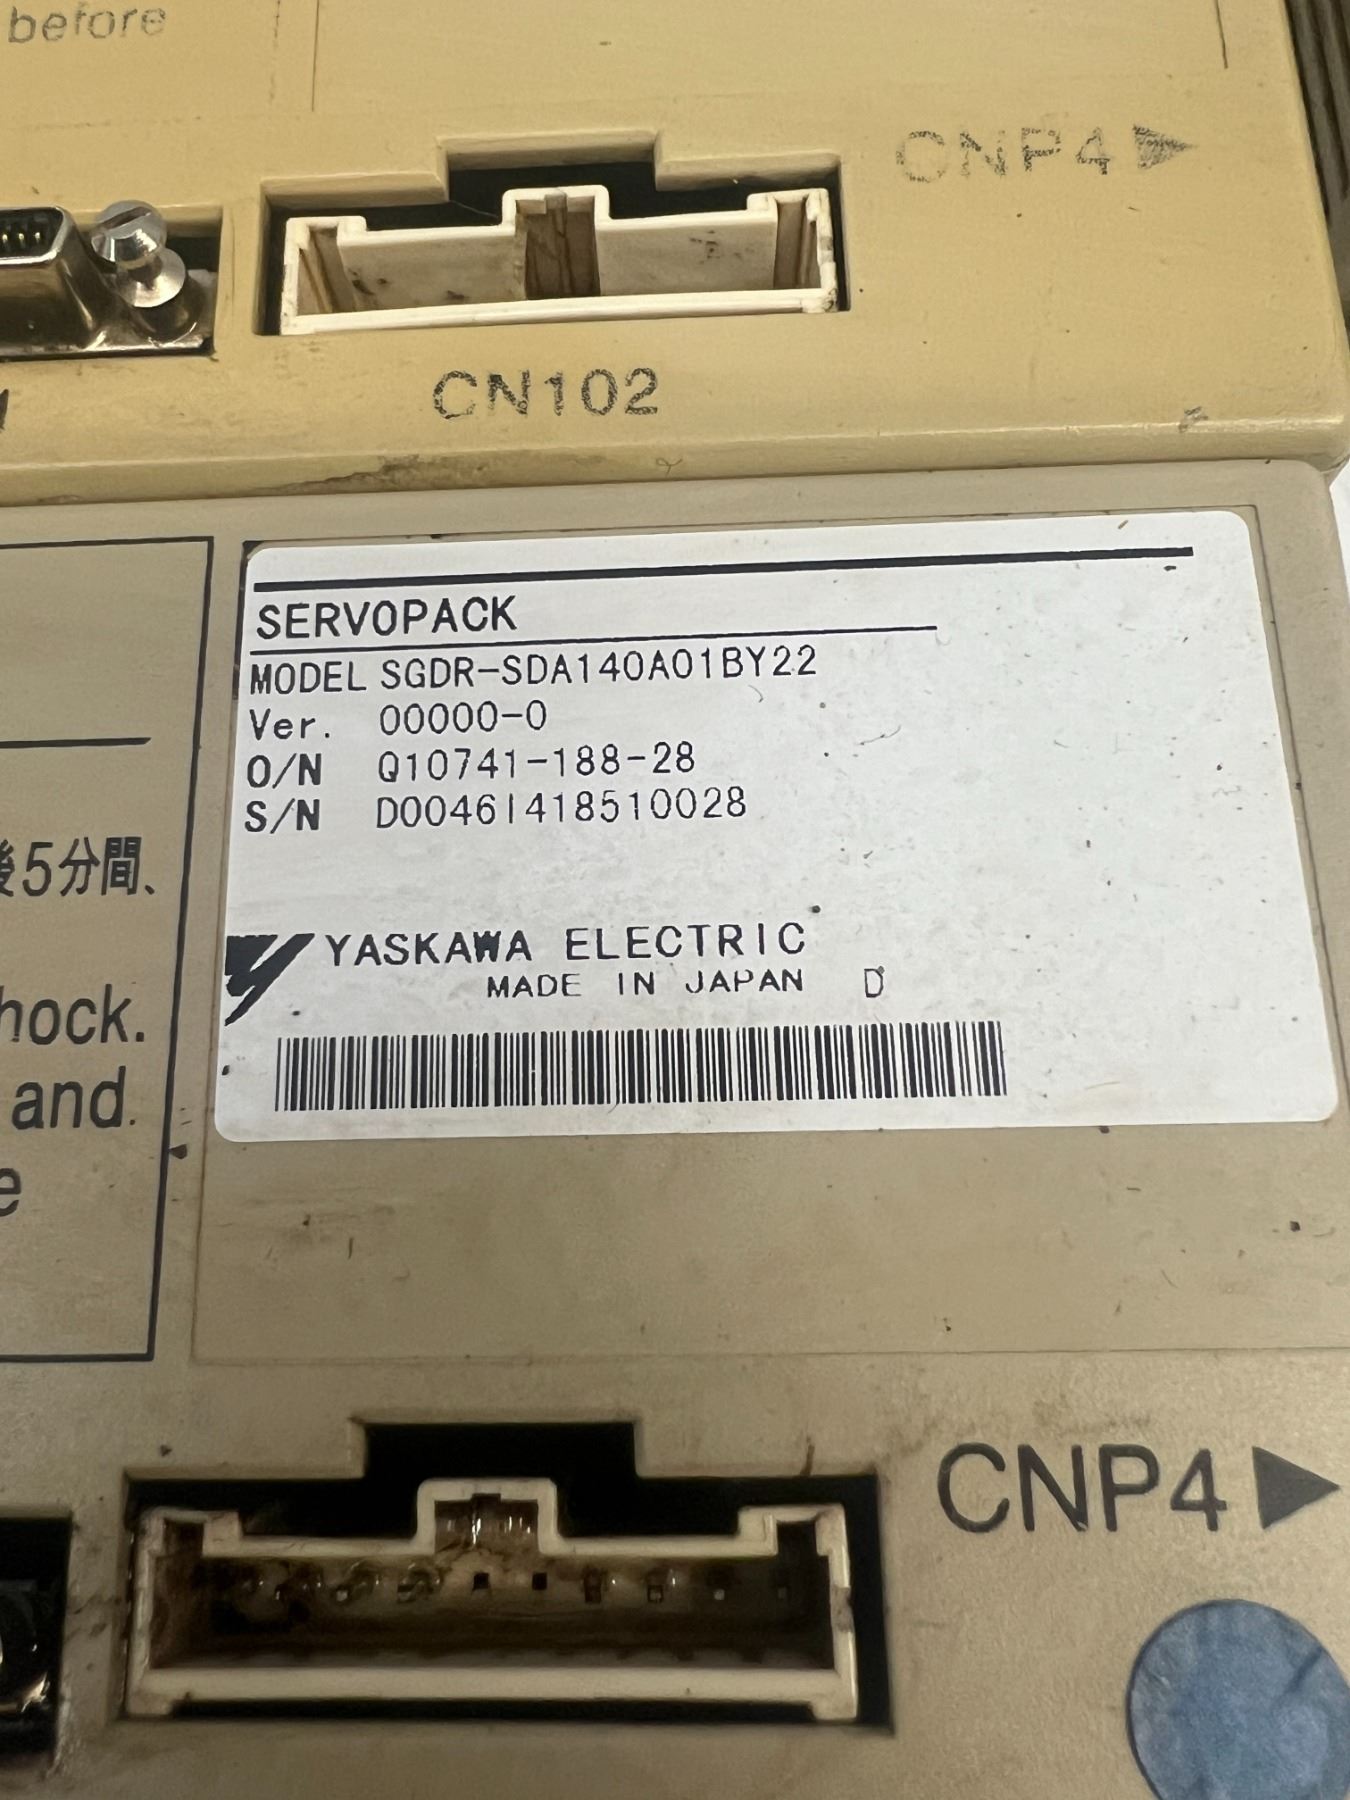 before
CNP4
CN102
SERVOPACK
MODEL SGDR-SDA140A01BY22
Ver. 00000-0
O/N Q10741-188-28
S/N D0046I418510028
後5分間、
hock.
and
e
YASKAWA ELECTRIC
MADE IN JAPAN D
CNP4